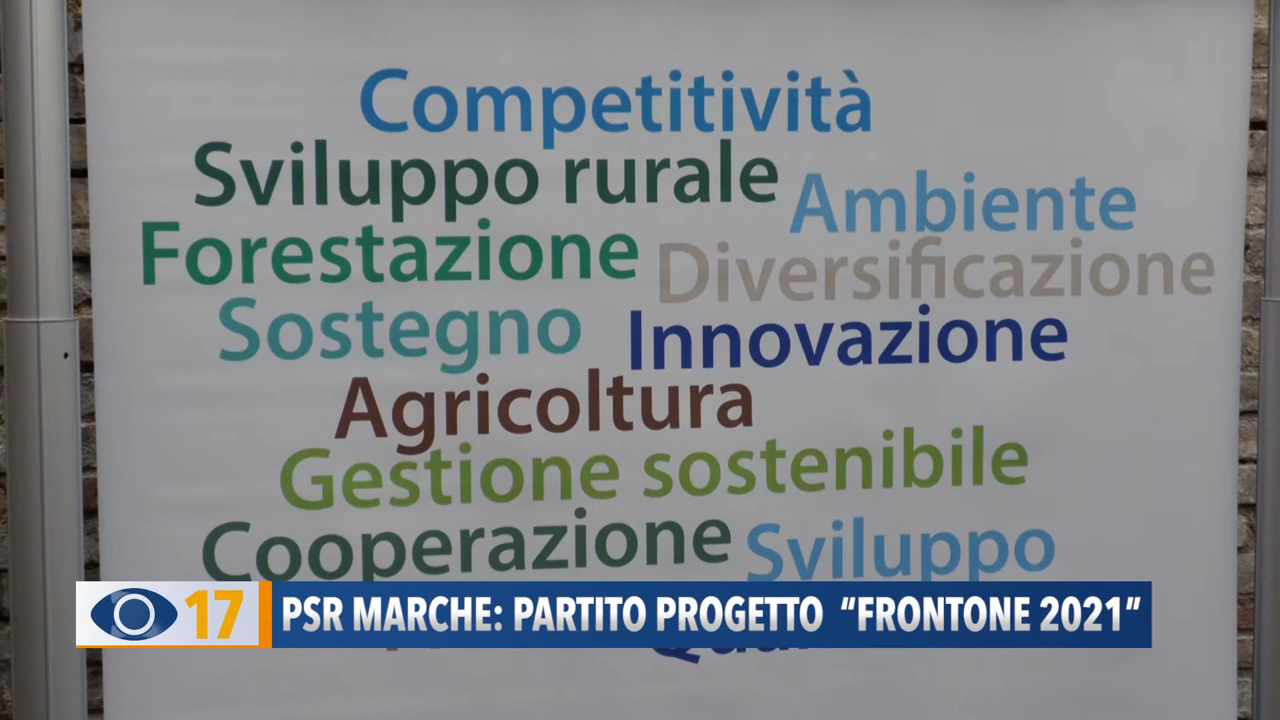 Competitività
Sviluppo rurale
Ambiente
Forestazione
Diversificazione
Sostegno
Innovazione
Agricoltura
Gestione sostenibile
Cooperazione
Sviluppo
17 PSR MARCHE: PARTITO PROGETTO “FRONTONE 2021”